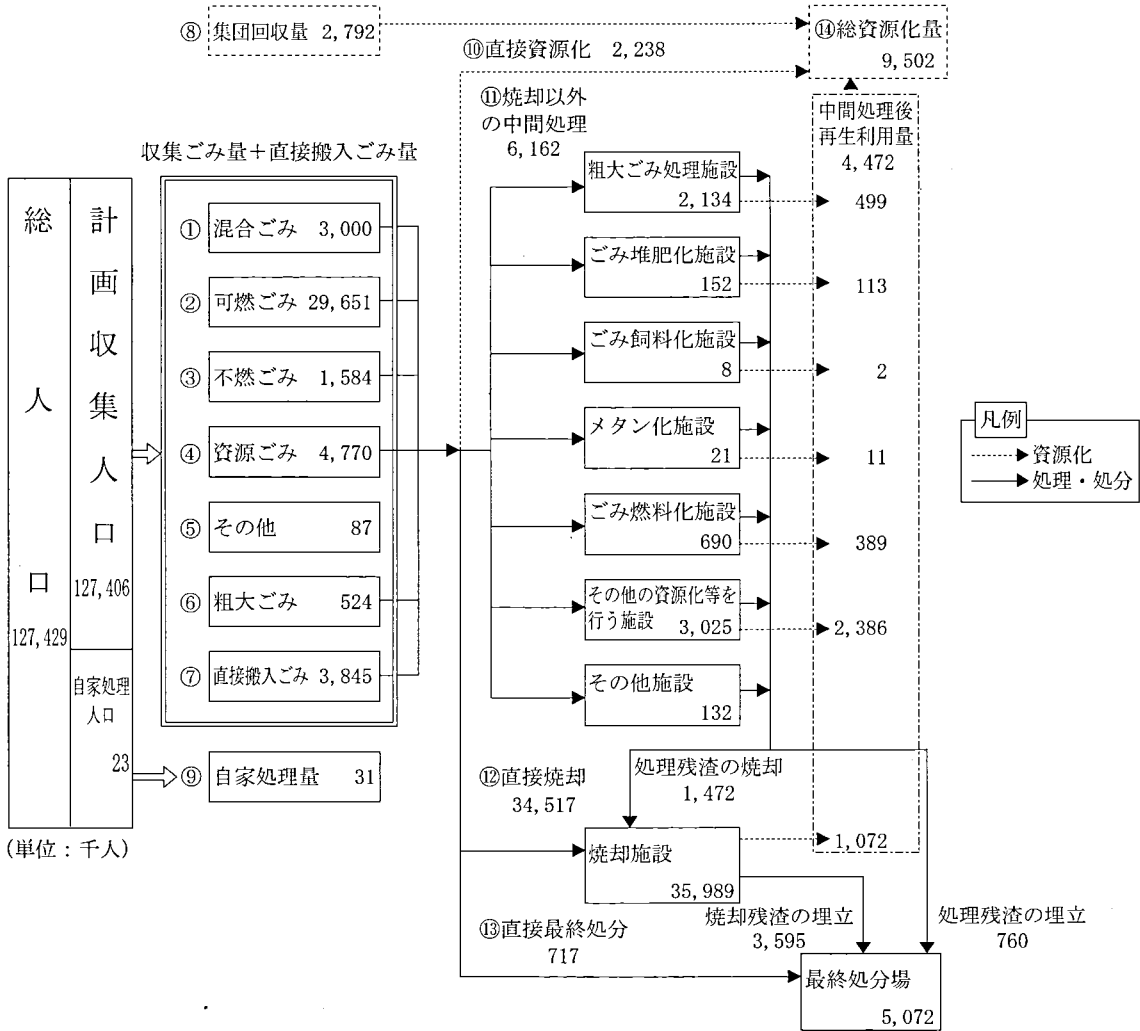 ⑧ 集団回収量 2,792
⑩直接資源化 2,238
⑭総資源化量
9,502
⑪焼却以外
の中間処理
6,162
中間処理後
再生利用量
4,472
収集ごみ量+直接搬入ごみ量
総人口
127,429
計画収集人口
127,406
自家処理
人口
23
(単位:千人)
① 混合ごみ 3,000
② 可燃ごみ 29,651
③ 不燃ごみ 1,584
④ 資源ごみ 4,770
⑤ その他 87
⑥ 粗大ごみ 524
⑦ 直接搬入ごみ 3,845
⑨ 自家処理量 31
粗大ごみ処理施設
2,134
499
ごみ堆肥化施設
152
113
ごみ飼料化施設
8
2
メタン化施設
21
11
ごみ燃料化施設
690
389
その他の資源化等を
行う施設 3,025
2,386
その他施設
132
凡例
資源化
処理・処分
⑫直接焼却
34,517
処理残渣の焼却
1,472
焼却施設
35,989
1,072
⑬直接最終処分
717
焼却残渣の埋立
3,595
処理残渣の埋立
760
最終処分場
5,072